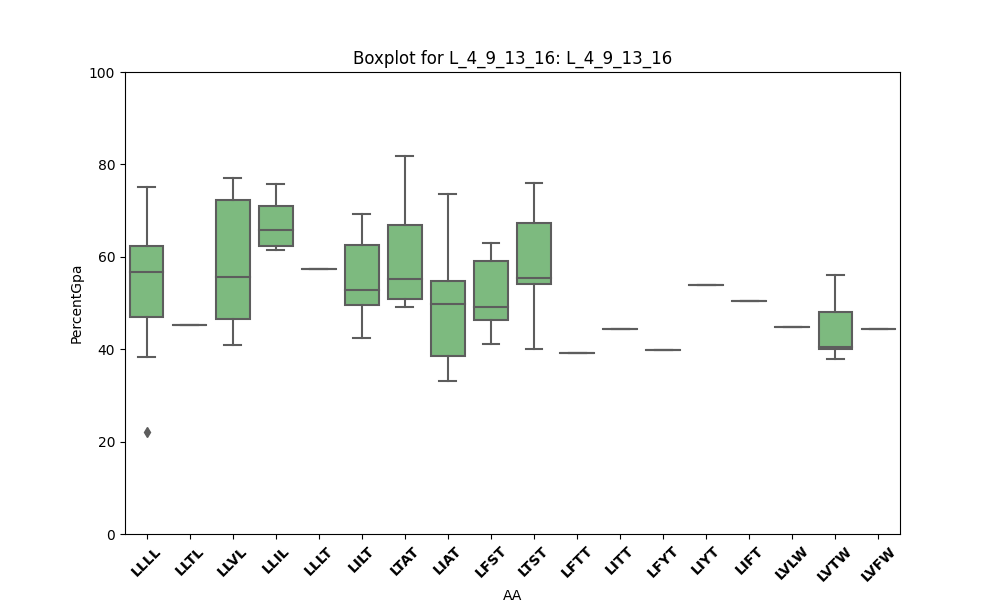 Boxplot for L_4_9_13_16: L_4_9_13_16
100
80
60
40
20
0
PercentGpa
LLLL LLTL LLVL LLIL LLLT LILT LTAT LIAT LFST LTST LFTT LITT LFYT LIYT LIFT LVLW LVTW LVFW
AA